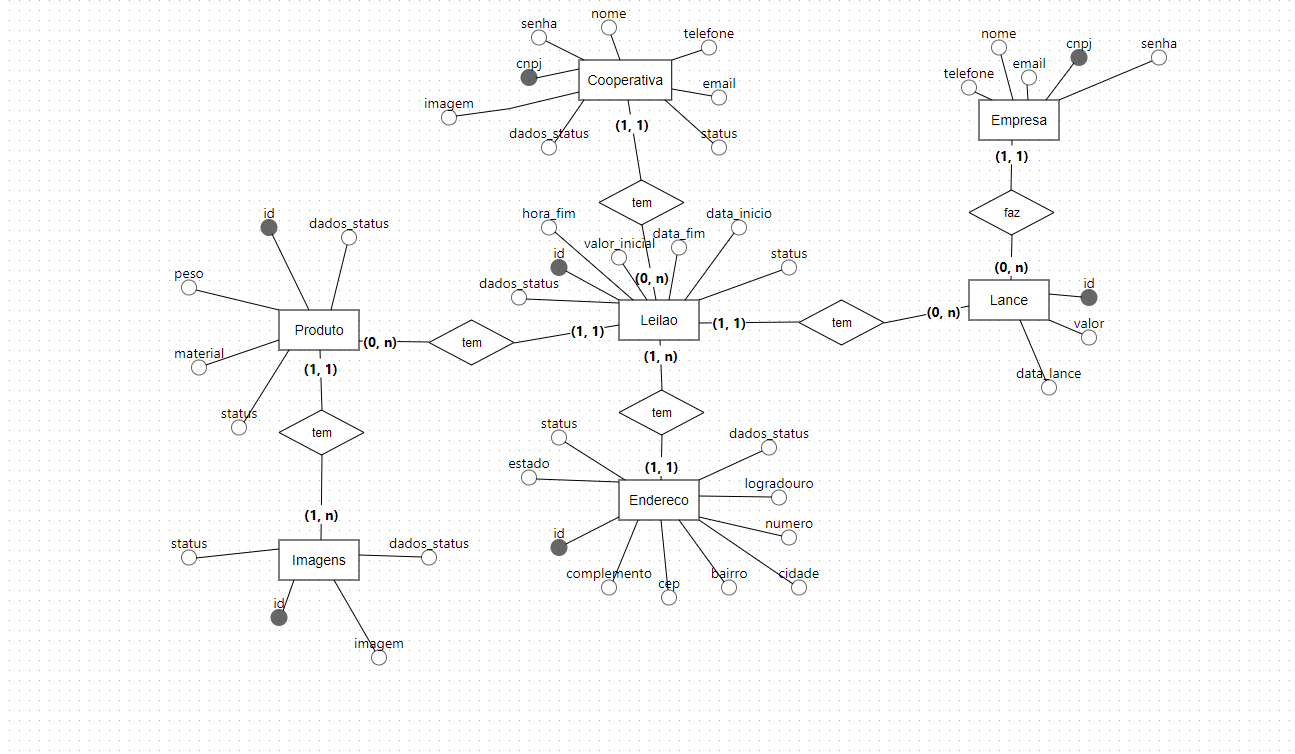 nome
senha
telefone
cnpj
Cooperativa
email
imagem
dados_status
status
(1, 1)
tem
nome
cnpj
senha
email
telefone
Empresa
(1, 1)
faz
(0, n)
id
Lance
valor
data_lance
hora_fim
data_inicio
data_fim
valor_inicial
id
status
dados_status
(0, n)
Leilao
(1, 1)
tem
(0, n)
id
dados_status
peso
Produto
(0, n)
tem
(1, 1)
material
(1, 1)
status
tem
(1, n)
status
Imagens
dados_status
id
imagem
(1, n)
tem
(1, 1)
status
dados_status
estado
Endereco
logradouro
numero
id
complemento
cep
bairro
cidade